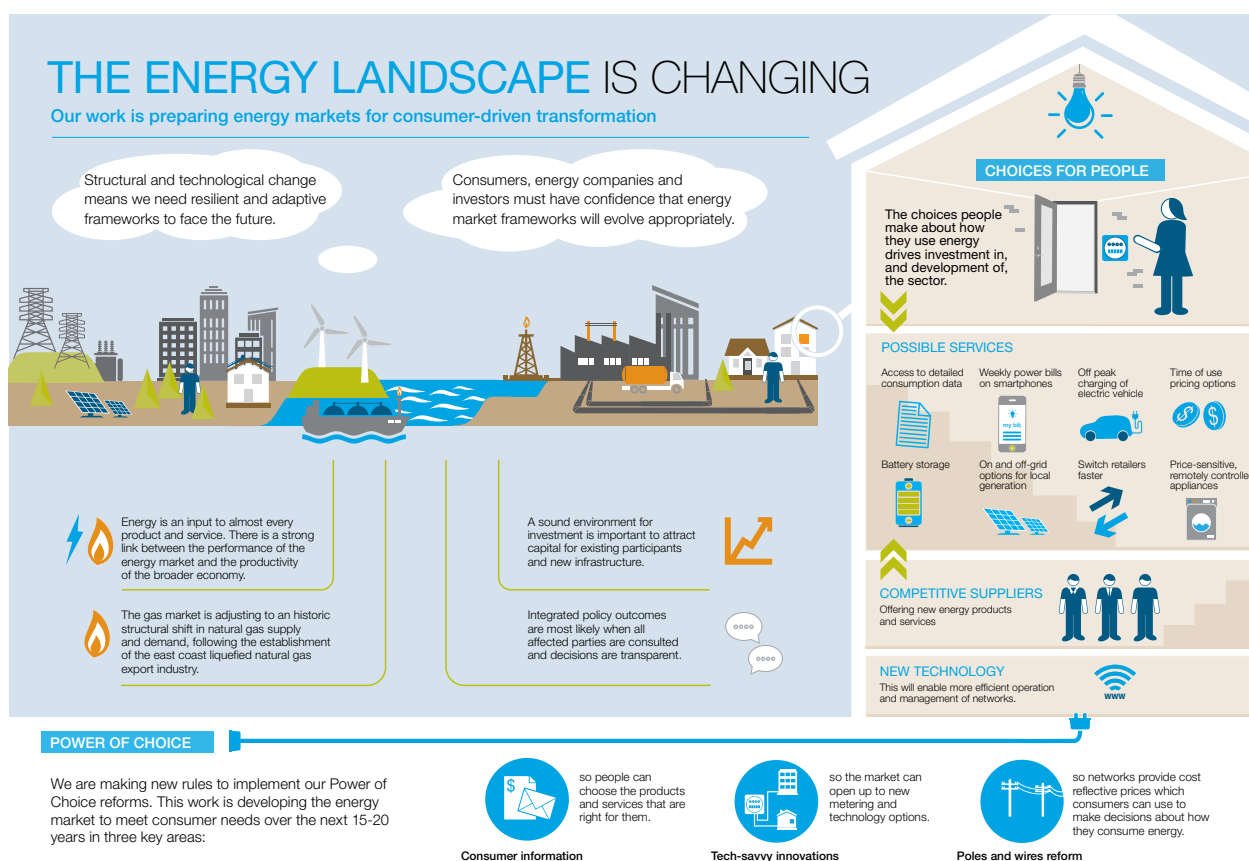 THE ENERGY LANDSCAPE IS CHANGING
Our work is preparing energy markets for consumer-driven transformation
Structural and technological change
means we need resilient and adaptive
frameworks to face the future.
Consumers, energy companies and
investors must have confidence that energy
market frameworks will evolve appropriately.
Energy is an input to almost every
product and service. There is a strong
link between the performance of the
energy market and the productivity
of the broader economy.
The gas market is adjusting to an historic
structural shift in natural gas supply
and demand, following the establishment
of the east coast liquefied natural gas
export industry.
A sound environment for
investment is important to attract
capital for existing participants
and new infrastructure.
Integrated policy outcomes
are most likely when all
affected parties are consulted
and decisions are transparent.
CHOICES FOR PEOPLE
The choices people
make about how
they use energy
drives investment in,
and development of,
the sector.
POSSIBLE SERVICES
Access to detailed
consumption data
Weekly power bills
on smartphones
my bill
Off peak
charging of
electric vehicle
Time of use
pricing options
$ $
Battery storage
On and off-grid
options for local
generation
Switch retailers
faster
Price-sensitive,
remotely controlle
appliances
COMPETITIVE SUPPLIERS
Offering new energy products
and services
NEW TECHNOLOGY
This will enable more efficient operation
and management of networks.
www
POWER OF CHOICE
We are making new rules to implement our Power of
Choice reforms. This work is developing the energy
market to meet consumer needs over the next 15-20
years in three key areas:
$
so people can
choose the products
and services that are
right for them.
Consumer information
so the market can
open up to new
metering and
technology options.
Tech-savvy innovations
so networks provide cost
reflective prices which
consumers can use to
make decisions about how
they consume energy.
Poles and wires reform